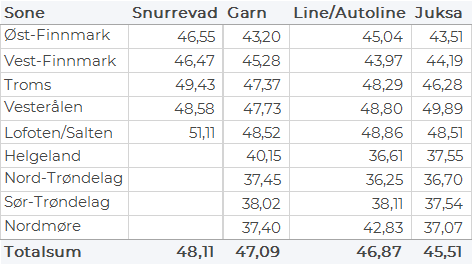 Sone Snurrevad Garn Line/Autoline Juksa
Øst-Finnmark 46,55 43,20 45,04 43,51
Vest-Finnmark 46,47 45,28 43,97 44,19
Troms 49,43 47,37 48,29 46,28
Vesterålen 48,58 47,73 48,80 49,89
Lofoten/Salten 51,11 48,52 48,86 48,51
Helgeland 40,15 36,61 37,55
Nord-Trøndelag 37,45 36,25 36,70
Sør-Trøndelag 38,02 38,11 37,54
Nordmøre 37,40 42,83 37,07
Totalsum 48,11 47,09 46,87 45,51